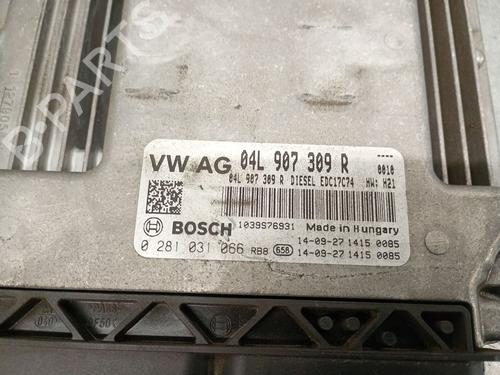 B-PARTS
VW AG 04L 907 309 R ----
0010
04L 907 309 R DIESEL EDC17C74 HW: H21
BOSCH 1039S76931 Made in Hungary
14-09-27 1415 0085
0 281 031 066 RBB 658 14-09-27 1415 0085